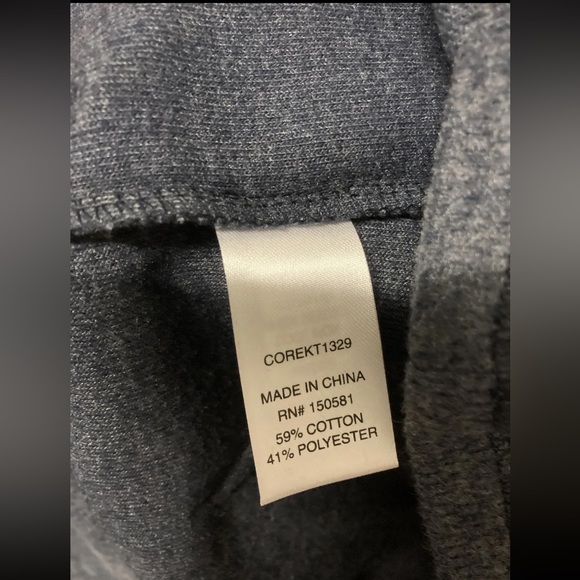 COREKT1329
MADE IN CHINA
RN# 150581
59% COTTON
41% POLYESTER